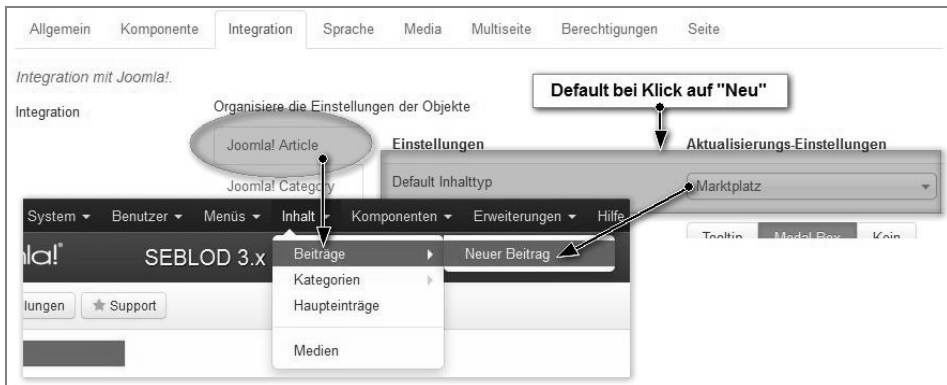 Allgemein Komponente Integration Sprache Media Multiseite Berechtigungen Seite
Integration mit Joomla!.
Default bei Klick auf "Neu"
Integration
Organisiere die Einstellungen der Objekte
Joomla! Article
Einstellungen
Aktualisierungs-Einstellungen
Joomla! Category
Default Inhalttyp
Marktplatz
Tooltip Modal Box Kein
System Benutzer Menüs Inhalt Komponenten Erweiterungen Hilfe
la! SEBLOD 3.x
Beiträge
Neuer Beitrag
Kategorien
lungen Support
Haupteinträge
Medien